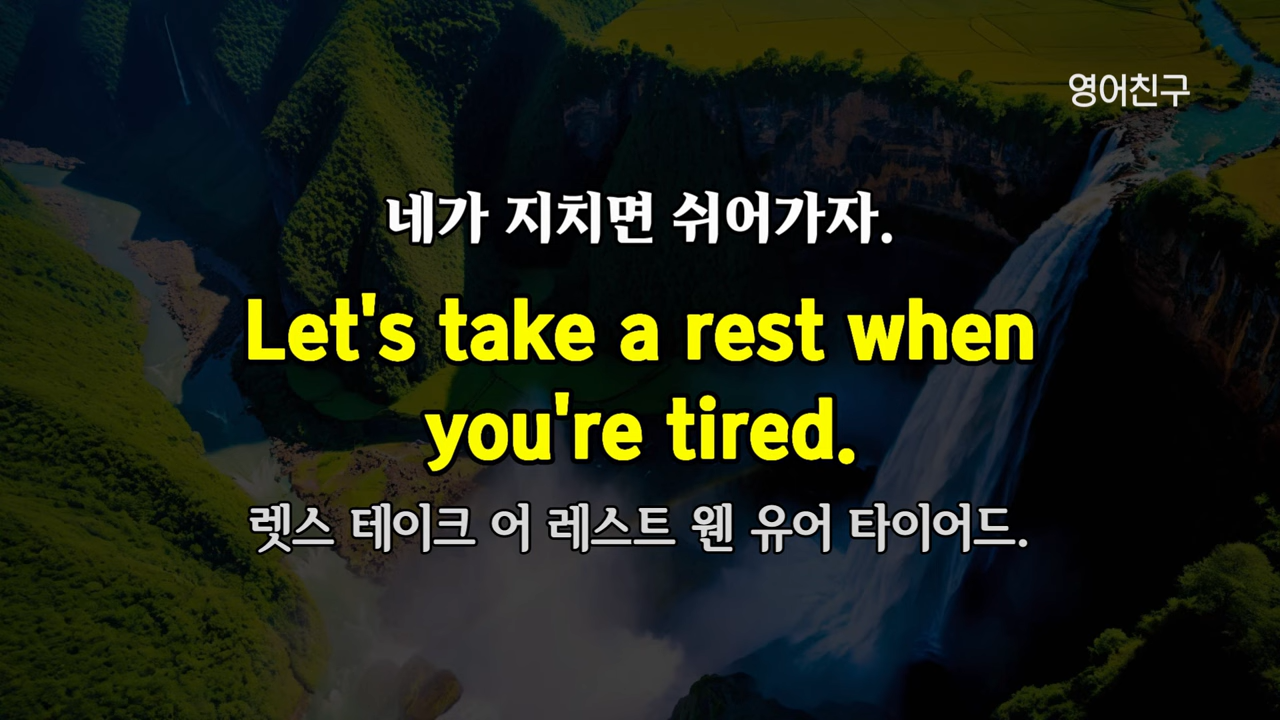 영어친구
네가 지치면 쉬어가자.
Let's take a rest when
you're tired.
렛스 테이크 어 레스트 웬 유어 타이어드.